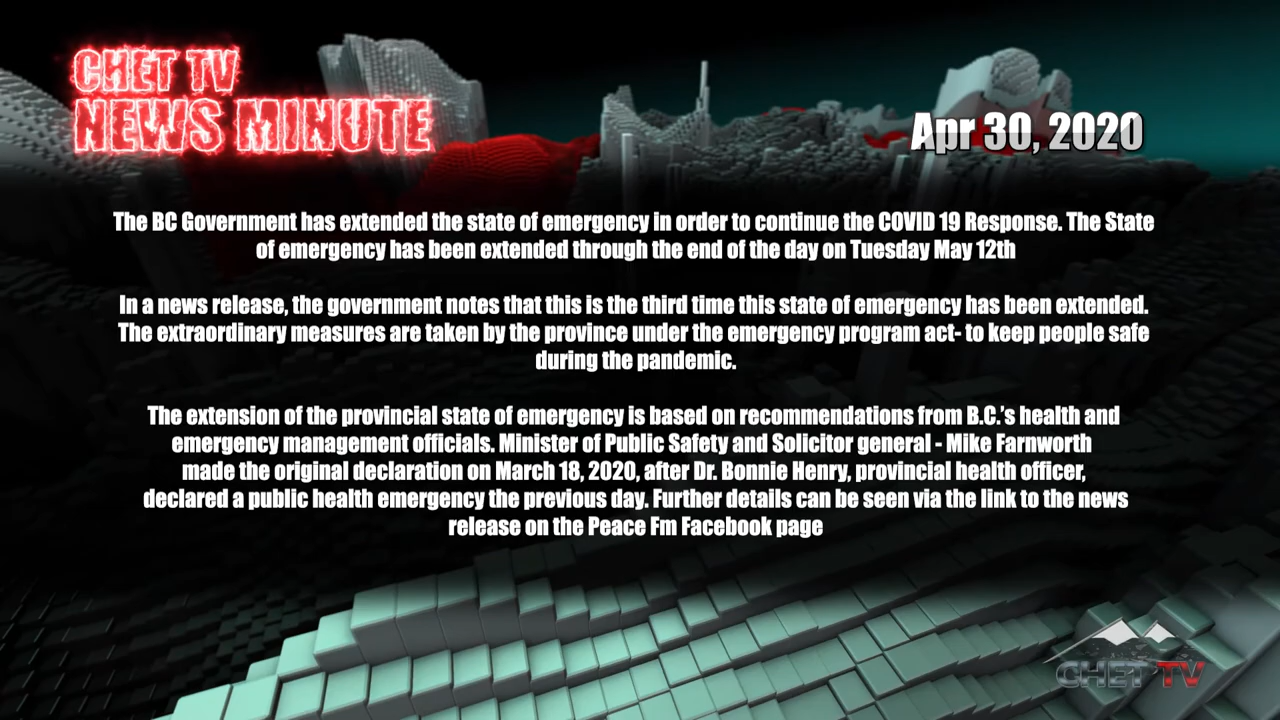 CHET TV
NEWS MINUTE
Apr 30, 2020
The BC Government has extended the state of emergency in order to continue the COVID 19 Response. The State
of emergency has been extended through the end of the day on Tuesday May 12th
In a news release, the government notes that this is the third time this state of emergency has been extended.
The extraordinary measures are taken by the province under the emergency program act- to keep people safe
during the pandemic.
The extension of the provincial state of emergency is based on recommendations from B.C.'s health and
emergency management officials. Minister of Public Safety and Solicitor general - Mike Farnworth
made the original declaration on March 18, 2020, after Dr. Bonnie Henry, provincial health officer,
declared a public health emergency the previous day. Further details can be seen via the link to the news
release on the Peace Fm Facebook page
CHET TV